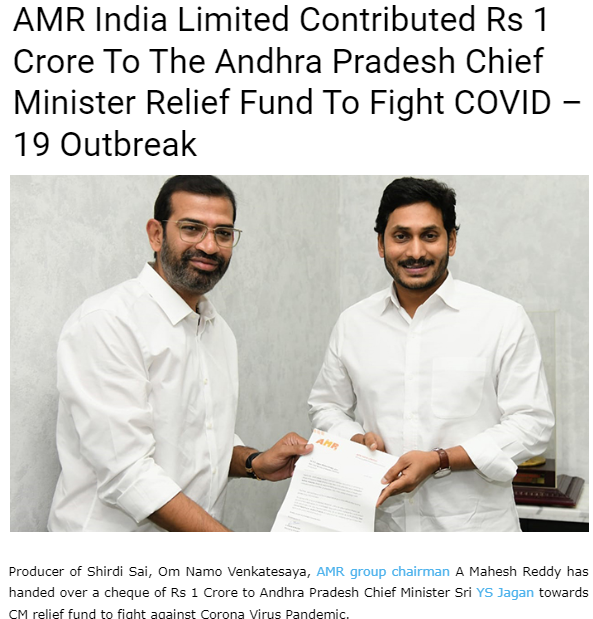 AMR India Limited Contributed Rs 1
Crore To The Andhra Pradesh Chief
Minister Relief Fund To Fight COVID –
19 Outbreak
AMR
Producer of Shirdi Sai, Om Namo Venkatesaya, AMR group chairman A Mahesh Reddy has
handed over a cheque of Rs 1 Crore to Andhra Pradesh Chief Minister Sri YS Jagan towards
CM relief fund to fight against Corona Virus Pandemic.